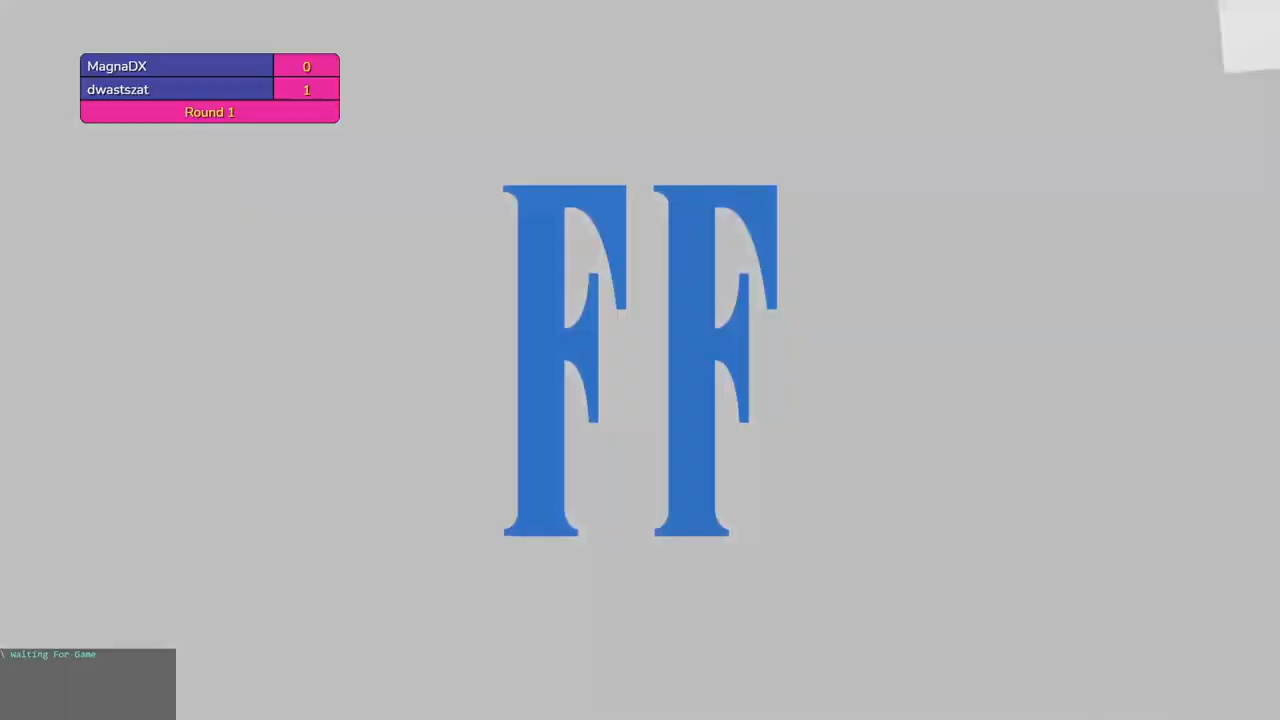 MagnaDX 0
dwastszat 1
Round 1
FF
\ Waiting For Game